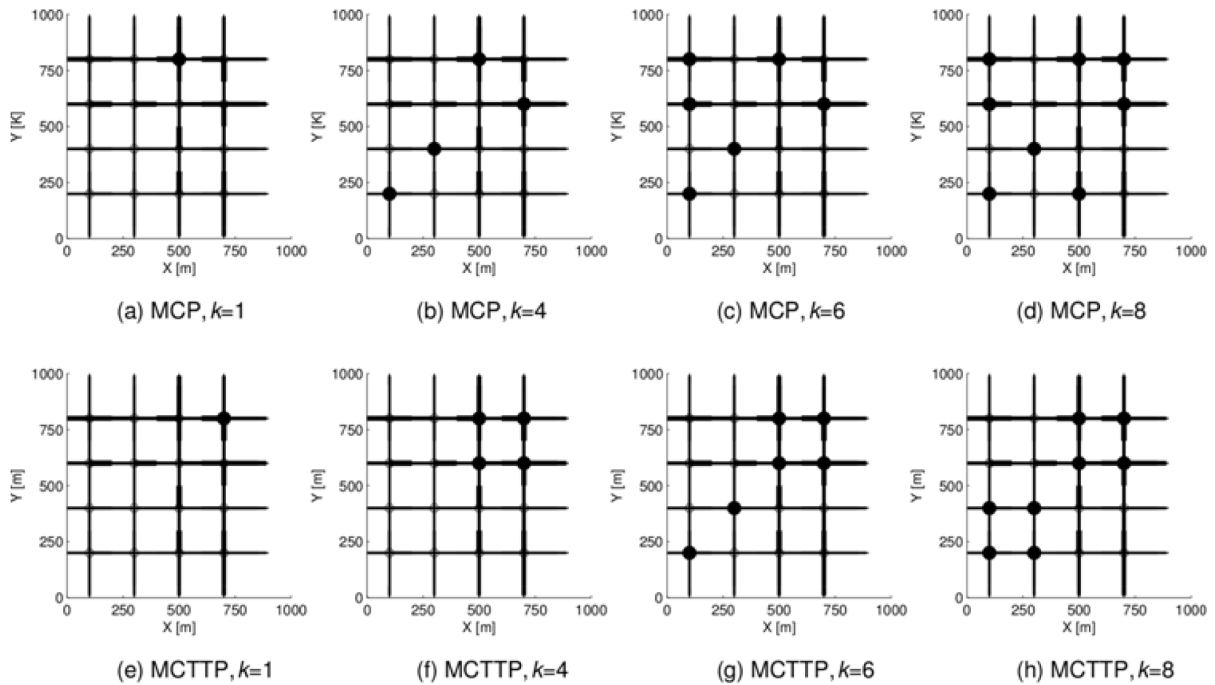 1000 1000 1000 1000
750 750 750 750
Y [K] Y [K] Y [K] Y [K]
500 500 500 500
250 250 250 250
0 0 0 0
0 250 500 750 1000 0 250 500 750 1000 0 250 500 750 1000 0 250 500 750 1000
X [m] X [m] X [m] X [m]
(a) MCP, k=1 (b) MCP, k=4 (c) MCP, k=6 (d) MCP, k=8
1000 1000 1000 1000
750 750 750 750
Y [m] Y [m] Y [m] Y [m]
500 500 500 500
250 250 250 250
0 0 0 0
0 250 500 750 1000 0 250 500 750 1000 0 250 500 750 1000 0 250 500 750 1000
X [m] X [m] X [m] X [m]
(e) MCTTP, k=1 (f) MCTTP, k=4 (g) MCTTP, k=6 (h) MCTTP, k=8